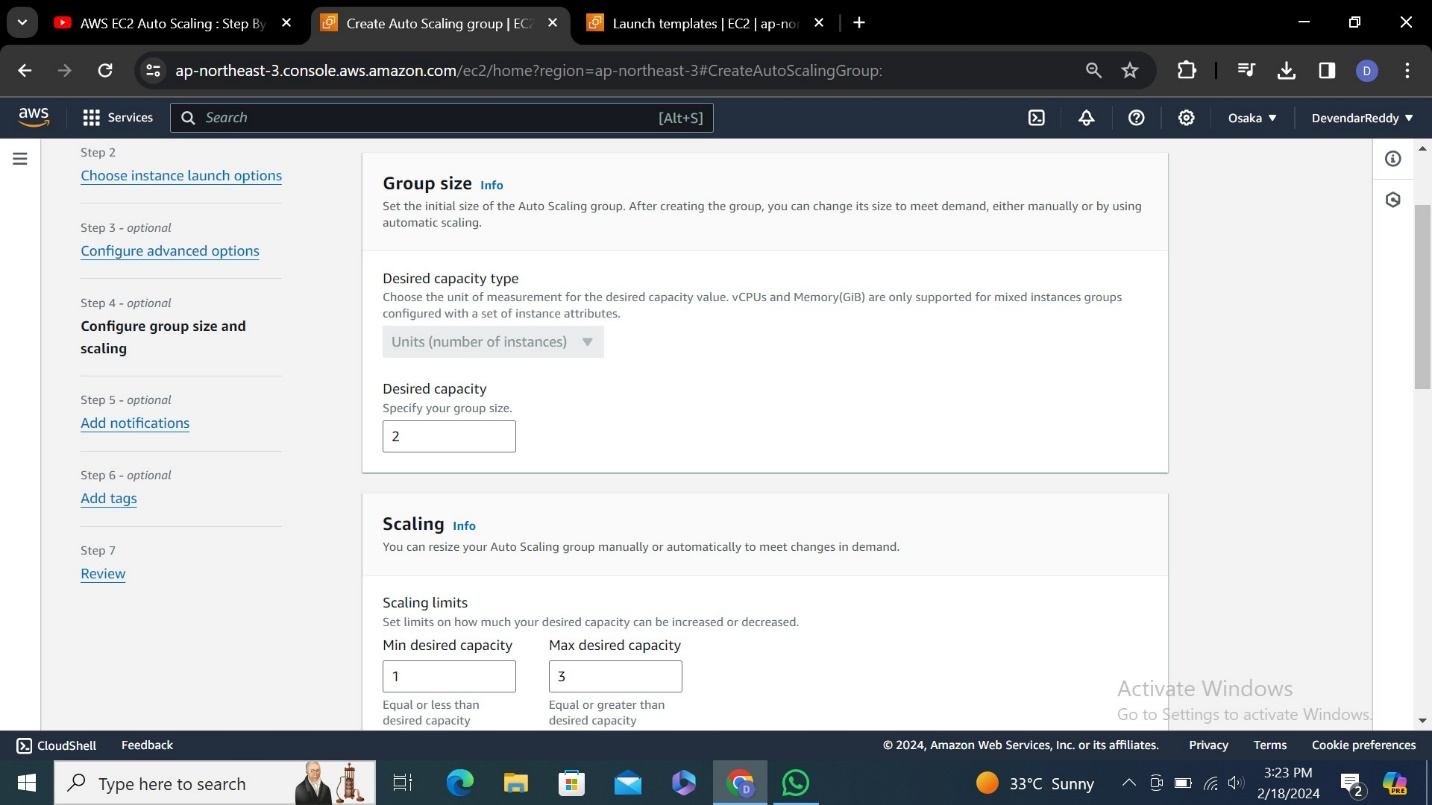 AWS EC2 Auto Scaling : Step By
Create Auto Scaling group | EC2
Launch templates | EC2 | ap-no
ap-northeast-3.console.aws.amazon.com/ec2/home?region=ap-northeast-3#CreateAutoScalingGroup:
D
aws
Services
Search
[Alt+S]
Osaka
DevendarReddy
Step 2
Choose instance launch options
Step 3 - optional
Configure advanced options
Step 4 - optional
Configure group size and
scaling
Step 5 - optional
Add notifications
Step 6 - optional
Add tags
Step 7
Review
Group size Info
Set the initial size of the Auto Scaling group. After creating the group, you can change its size to meet demand, either manually or by using
automatic scaling.
Desired capacity type
Choose the unit of measurement for the desired capacity value. vCPUs and Memory(GiB) are only supported for mixed instances groups
configured with a set of instance attributes.
Units (number of instances)
Desired capacity
Specify your group size.
2
Scaling Info
You can resize your Auto Scaling group manually or automatically to meet changes in demand.
Scaling limits
Set limits on how much your desired capacity can be increased or decreased.
Min desired capacity
Max desired capacity
1
3
Equal or less than
desired capacity
Equal or greater than
desired capacity
Activate Windows
Go to Settings to activate Windows.
CloudShell
Feedback
© 2024, Amazon Web Services, Inc. or its affiliates.
Privacy
Terms
Cookie preferences
Type here to search
D
33°C Sunny
3:23 PM
2/18/2024
2
PRE